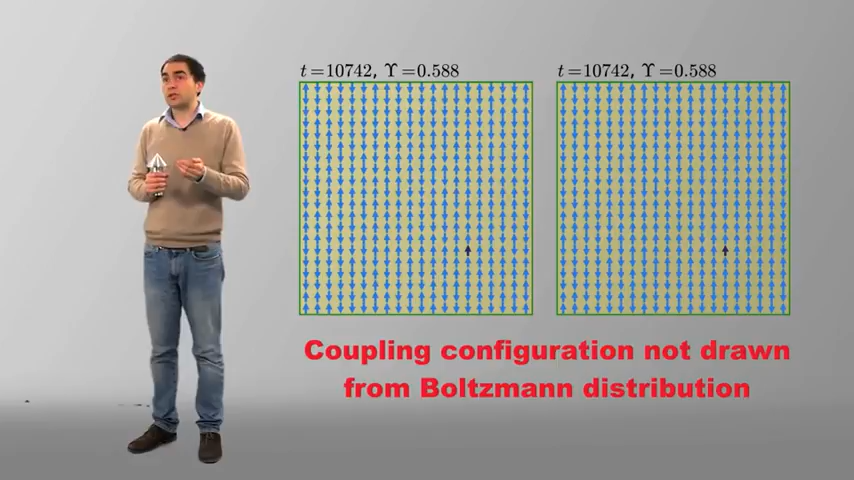 t=10742, ϒ=0.588
t=10742, ϒ=0.588
Coupling configuration not drawn
from Boltzmann distribution